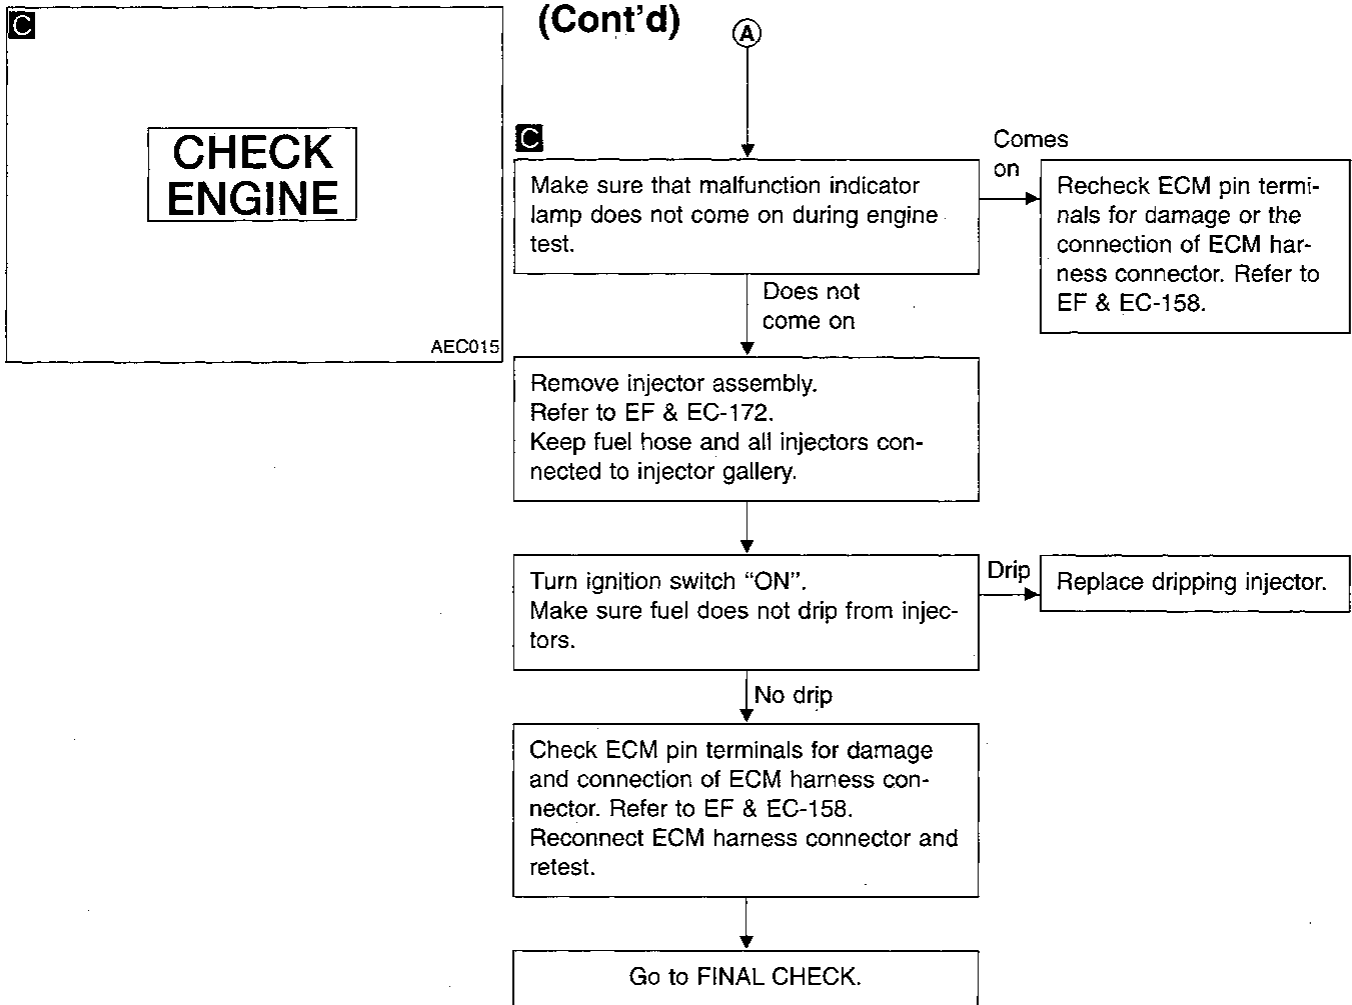 C
(Cont'd)
CHECK
ENGINE
AEC015
A
C
Make sure that malfunction indicator
lamp does not come on during engine
test.
Comes
on
Recheck ECM pin termi-
nals for damage or the
connection of ECM har-
ness connector. Refer to
EF & EC-158.
Does not
come on
Remove injector assembly.
Refer to EF & EC-172.
Keep fuel hose and all injectors con-
nected to injector gallery.
Turn ignition switch “ON”.
Make sure fuel does not drip from injec-
tors.
Drip
Replace dripping injector.
No drip
Check ECM pin terminals for damage
and connection of ECM harness con-
nector. Refer to EF & EC-158.
Reconnect ECM harness connector and
retest.
Go to FINAL CHECK.